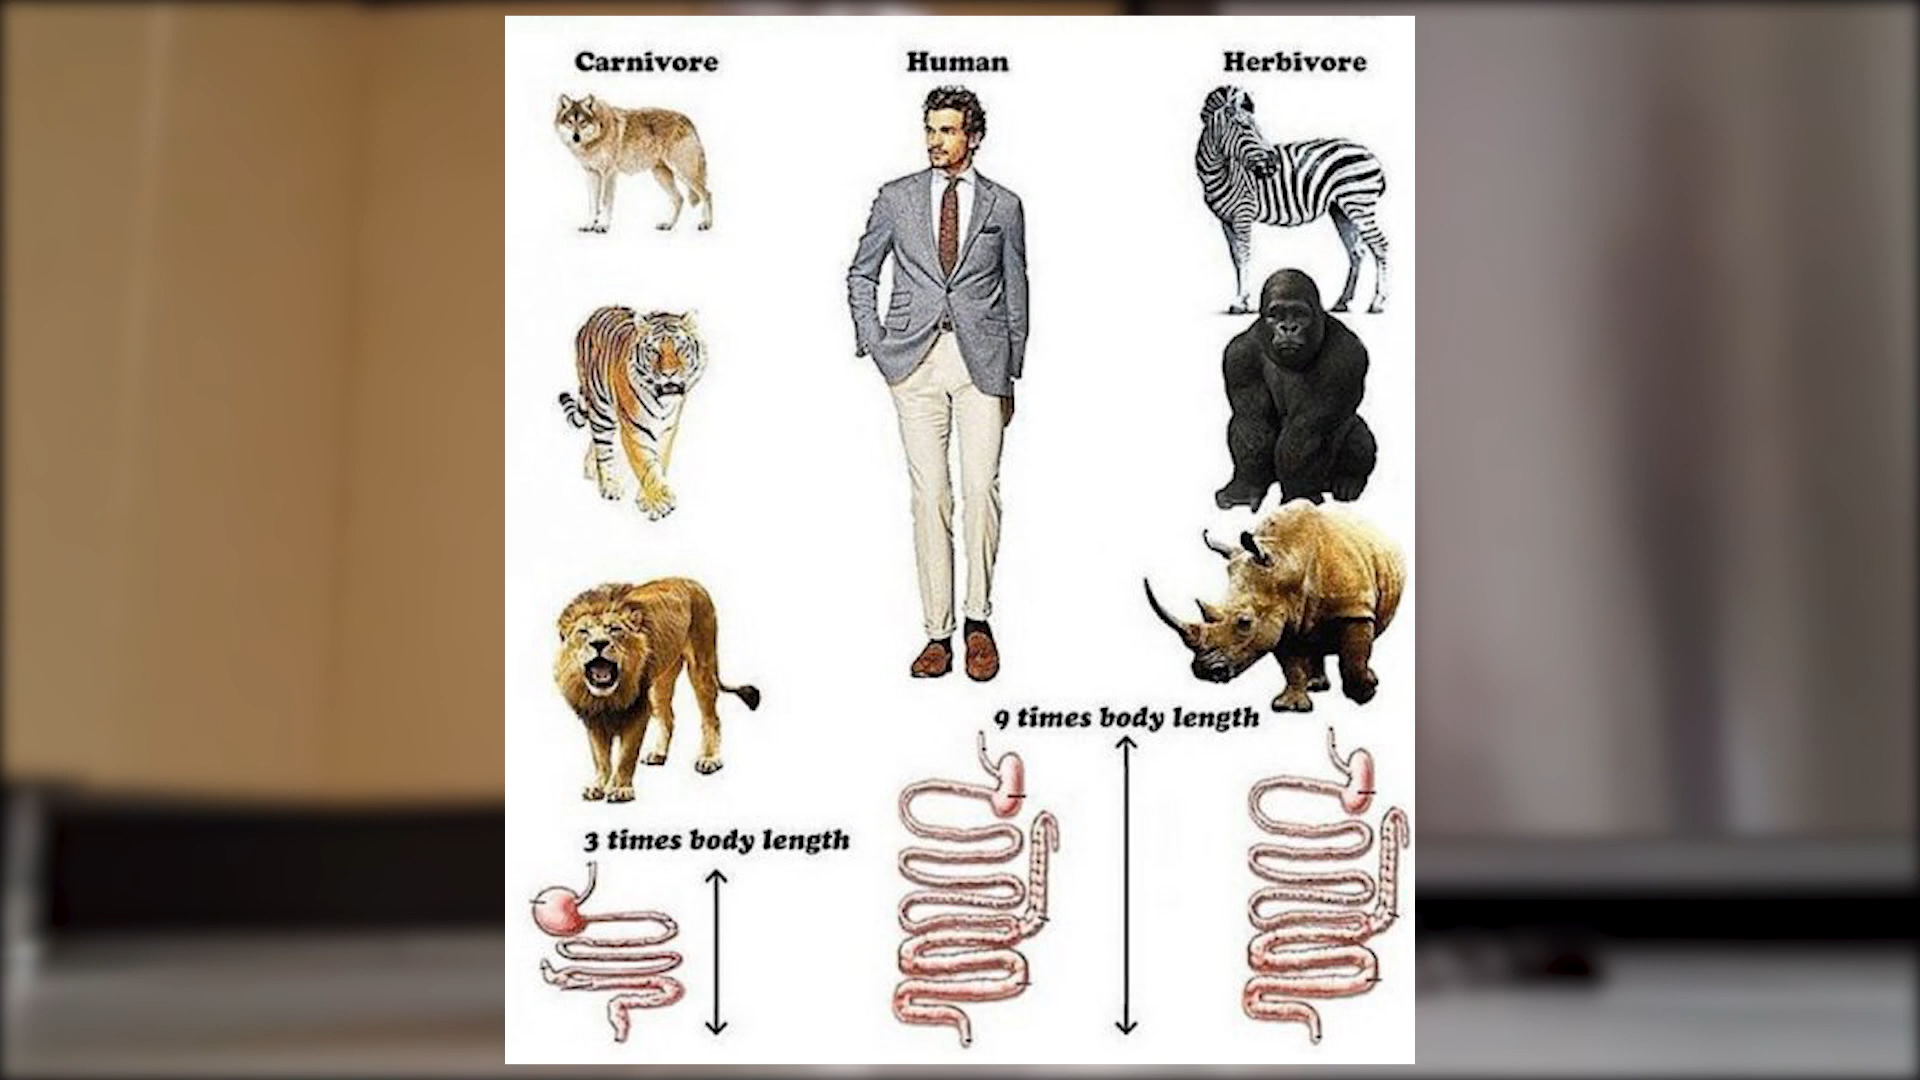 Carnivore
Human
Herbivore
9 times body length
3 times body length